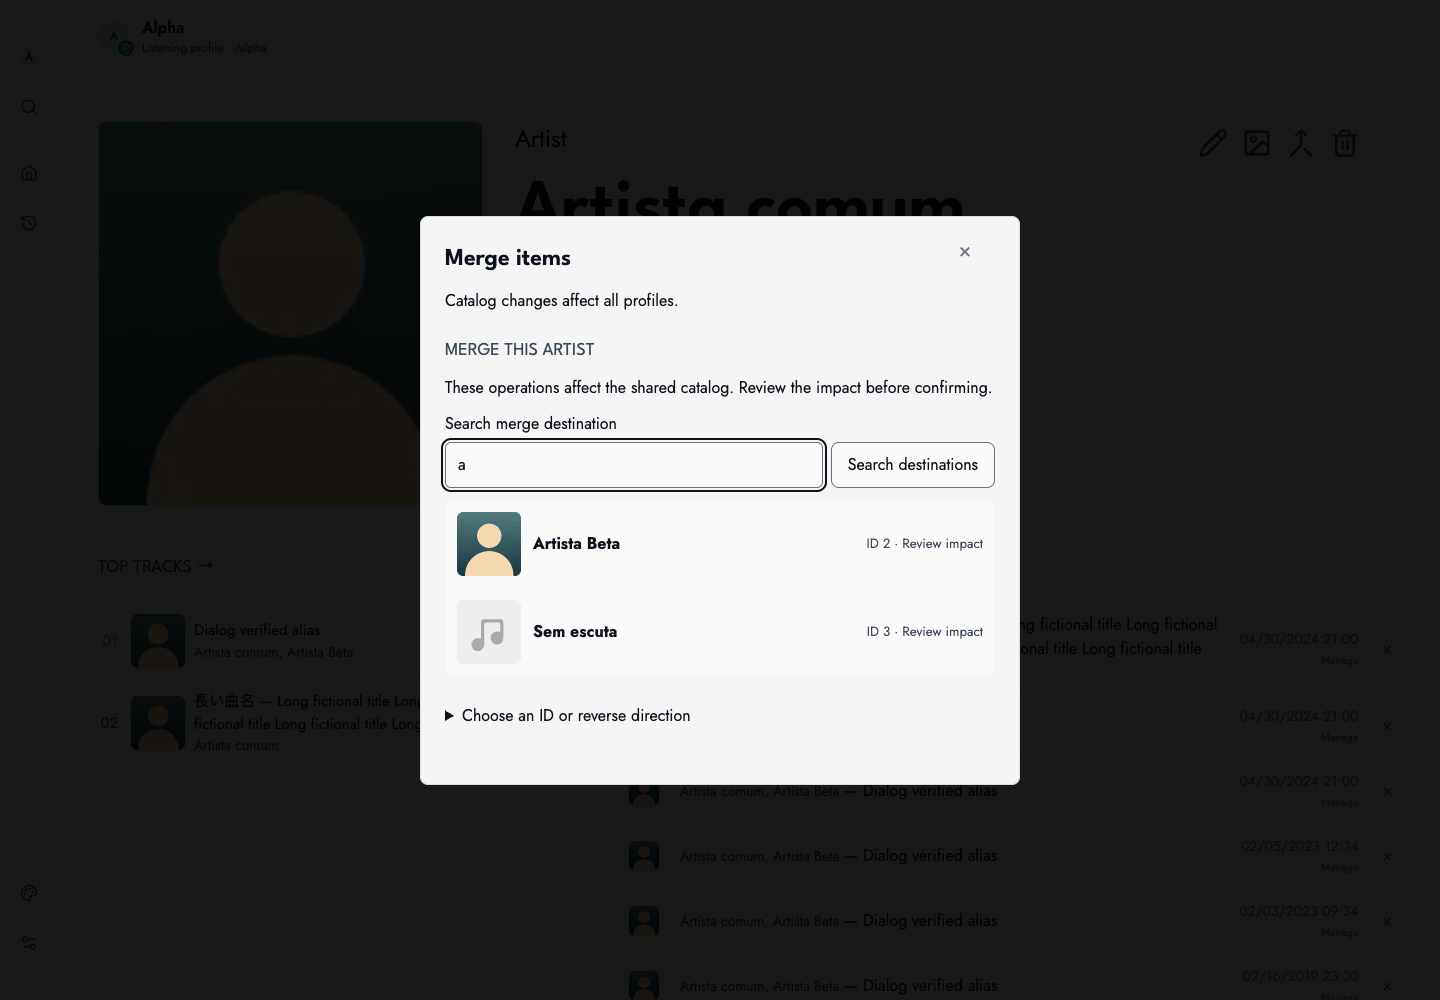 A
Alpha
Listening profile · /alpha
A
Artist
Artista comum
Merge items
×
Catalog changes affect all profiles.
MERGE THIS ARTIST
These operations affect the shared catalog. Review the impact before confirming.
Search merge destination
a
Search destinations
Artista Beta
ID 2 · Review impact
Sem escuta
ID 3 · Review impact
▶ Choose an ID or reverse direction
TOP TRACKS →
01
Dialog verified alias
Artista comum, Artista Beta
02
長い曲名 — Long fictional title Long
fictional title Long fictional title Long
Artista comum
fictional title Long fictional
title Long fictional title
04/30/2024 21:00
Manage
×
04/30/2024 21:00
Manage
×
Artista comum, Artista Beta — Dialog verified alias
04/30/2024 21:00
Manage
×
Artista comum, Artista Beta — Dialog verified alias
02/05/2023 12:34
Manage
×
Artista comum, Artista Beta — Dialog verified alias
02/03/2023 09:34
Manage
×
Artista comum, Artista Beta — Dialog verified alias
02/16/2019 23:30
Manage
×